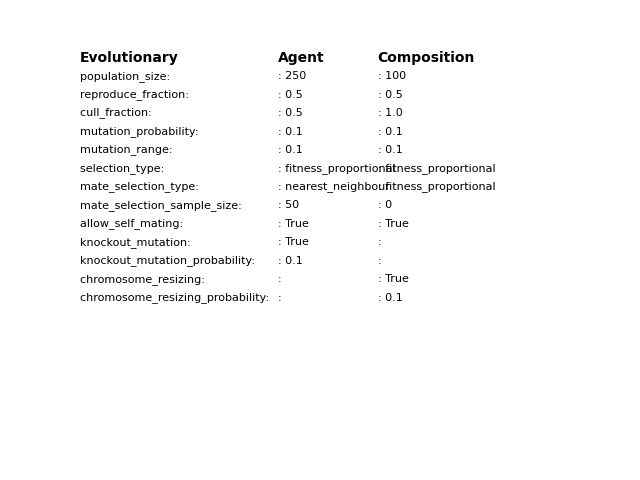 Evolutionary Agent Composition
population_size: : 250 : 100
reproduce_fraction: : 0.5 : 0.5
cull_fraction: : 0.5 : 1.0
mutation_probability: : 0.1 : 0.1
mutation_range: : 0.1 : 0.1
selection_type: : fitness_proportional : fitness_proportional
mate_selection_type: : nearest_neighbour : fitness_proportional
mate_selection_sample_size: : 50 : 0
allow_self_mating: : True : True
knockout_mutation: : True :
knockout_mutation_probability: : 0.1 :
chromosome_resizing: : : True
chromosome_resizing_probability: : : 0.1